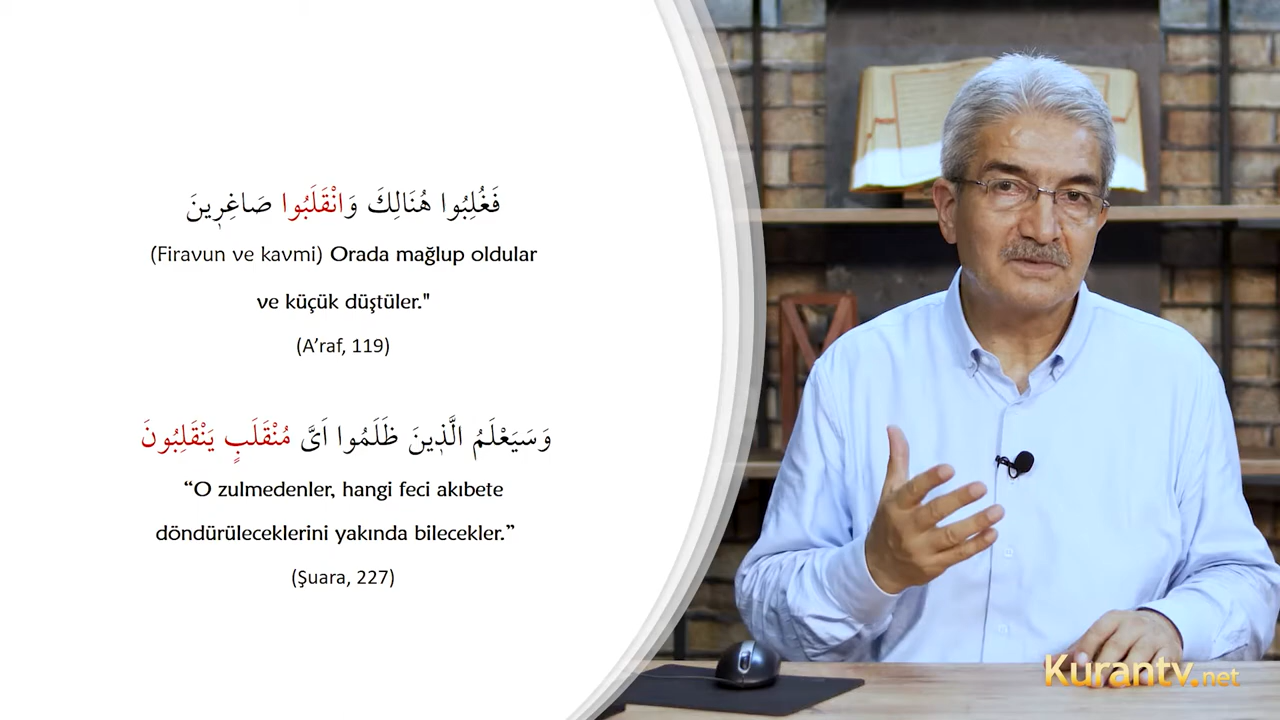 فَغُلِبُوا هُنَالِكَ وَانْقَلَبُوا صَاغِر۪ينَ
(Firavun ve kavmi) Orada mağlup oldular
ve küçük düştüler."
(A’raf, 119)
وَسَيَعْلَمُ الَّذ۪ينَ ظَلَمُوا اَىَّ مُنْقَلَبٍ يَنْقَلِبُونَ
“O zulmedenler, hangi feci akıbete
döndürüleceklerini yakında bilecekler.”
(Şuara, 227)
Kurantv.net